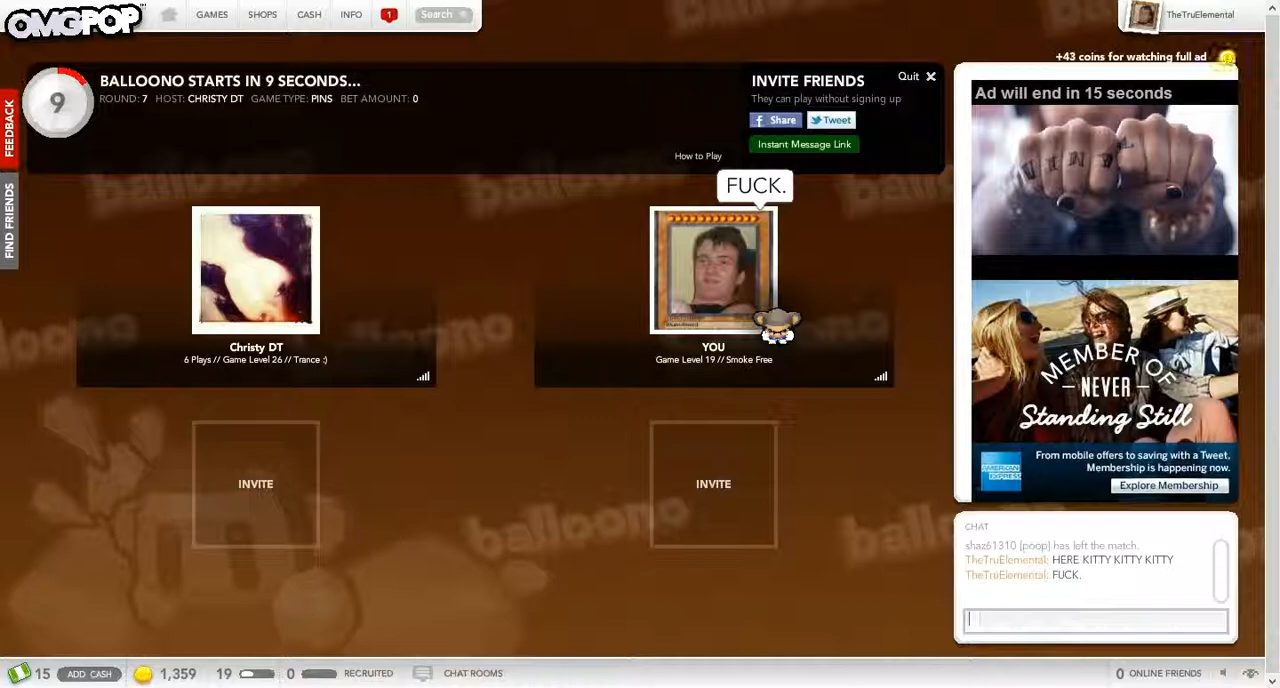 OMGPOP
GAMES SHOPS CASH INFO 1 Search
TheTruElemental
+43 coins for watching full ad
9
BALLOONO STARTS IN 9 SECONDS...
ROUND: 7 HOST: CHRISTY DT GAME TYPE: PINS BET AMOUNT: 0
INVITE FRIENDS
They can play without signing up
Quit X
f Share Tweet
Instant Message Link
How to Play
FEEDBACK
FIND FRIENDS
FUCK.
Christy DT
6 Plays // Game Level 26 // Trance :)
YOU
Game Level 19 // Smoke Free
INVITE
INVITE
balloono
balloono
balloono
Ad will end in 15 seconds
MEMBER OF
NEVER
Standing Still
AMERICAN EXPRESS
From mobile offers to saving with a Tweet,
Membership is happening now.
Explore Membership
CHAT
shaz61310 [poop] has left the match.
TheTruElemental: HERE KITTY KITTY KITTY
TheTruElemental: FUCK.
15 ADD CASH 1,359 19 0 RECRUITED CHAT ROOMS
0 ONLINE FRIENDS